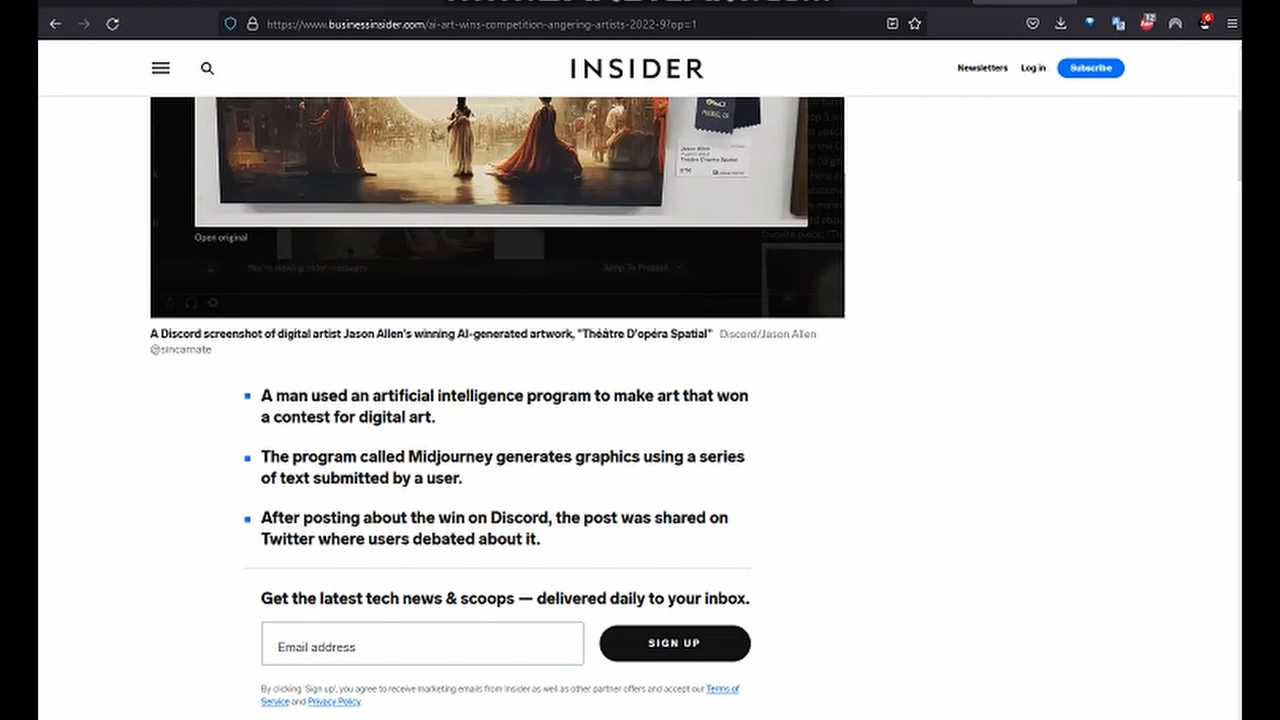 https://www.businessinsider.com/ai-art-wins-competition-angering-artists-2022-9?op=1
12
6
INSIDER
Newsletters
Log in
Subscribe
Jason Allen
Théâtre D'opéra Spatial
Open original
You're viewing older messages
Jump To Present
A Discord screenshot of digital artist Jason Allen's winning AI-generated artwork, "Théâtre D'opéra Spatial" Discord/Jason Allen
@sincarnate
A man used an artificial intelligence program to make art that won
a contest for digital art.
The program called Midjourney generates graphics using a series
of text submitted by a user.
After posting about the win on Discord, the post was shared on
Twitter where users debated about it.
Get the latest tech news & scoops — delivered daily to your inbox.
Email address
SIGN UP
By clicking 'Sign up', you agree to receive marketing emails from Insider as well as other partner offers and accept our Terms of
Service and Privacy Policy.